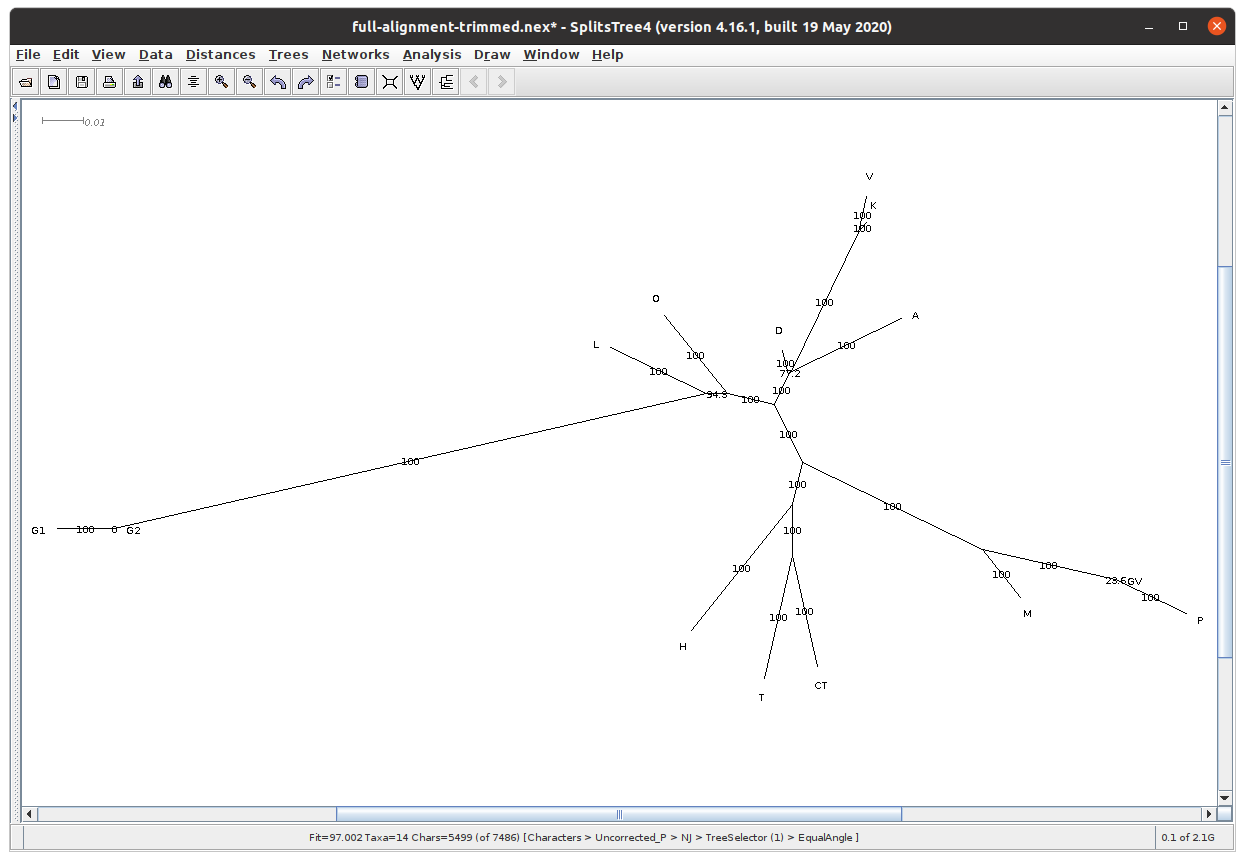 full-alignment-trimmed.nex* - SplitsTree4 (version 4.16.1, built 19 May 2020)
File Edit View Data Distances Trees Networks Analysis Draw Window Help
0.01
V
K
100
100
O
100
A
D
L
100
100
100
100
77.2
100
94.3
100
100
100
100
100
G1
100
0
G2
100
100
100
100
23.5
GV
100
100
100
M
P
H
CT
T
Fit=97.002 Taxa=14 Chars=5499 (of 7486) [Characters > Uncorrected_P > NJ > TreeSelector (1) > EqualAngle ]
0.1 of 2.1G